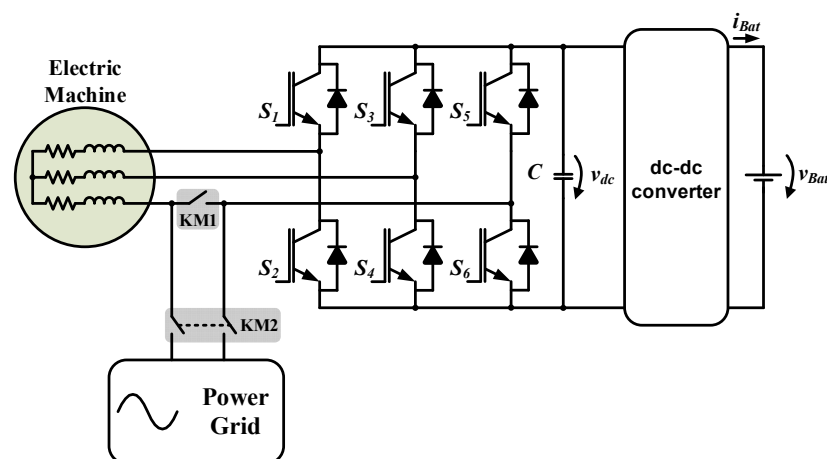 Electric
Machine
S1
S3
S5
C
vdc
iBat
dc-dc
converter
vBat
KM1
S2
S4
S6
KM2
Power
Grid